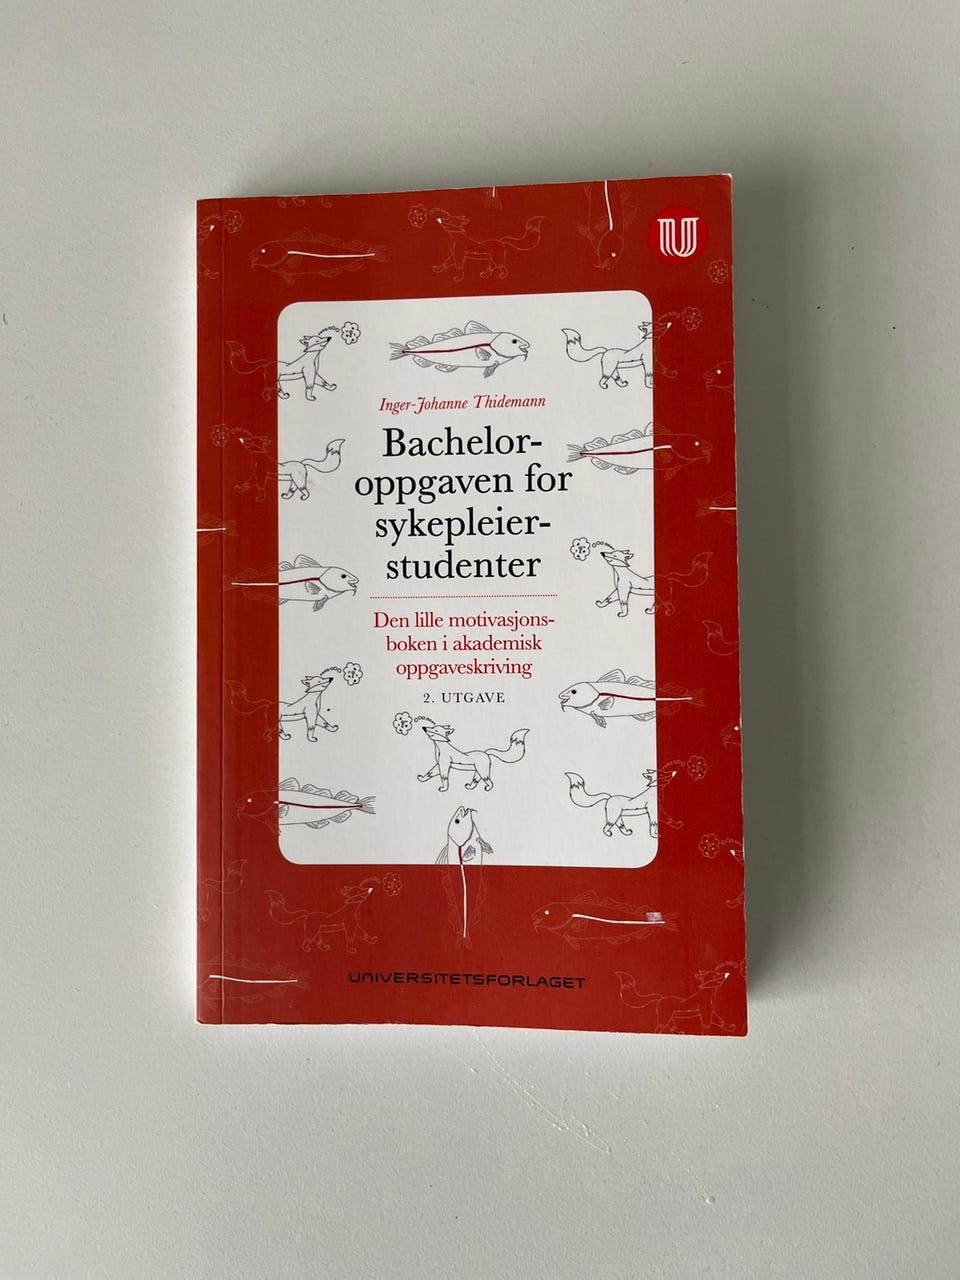 U
Inger-Johanne Thidemann
Bachelor-
oppgaven for
sykepleier-
studenter
Den lille motivasjons-
boken i akademisk
oppgaveskriving
2. UTGAVE
UNIVERSITETSFORLAGET